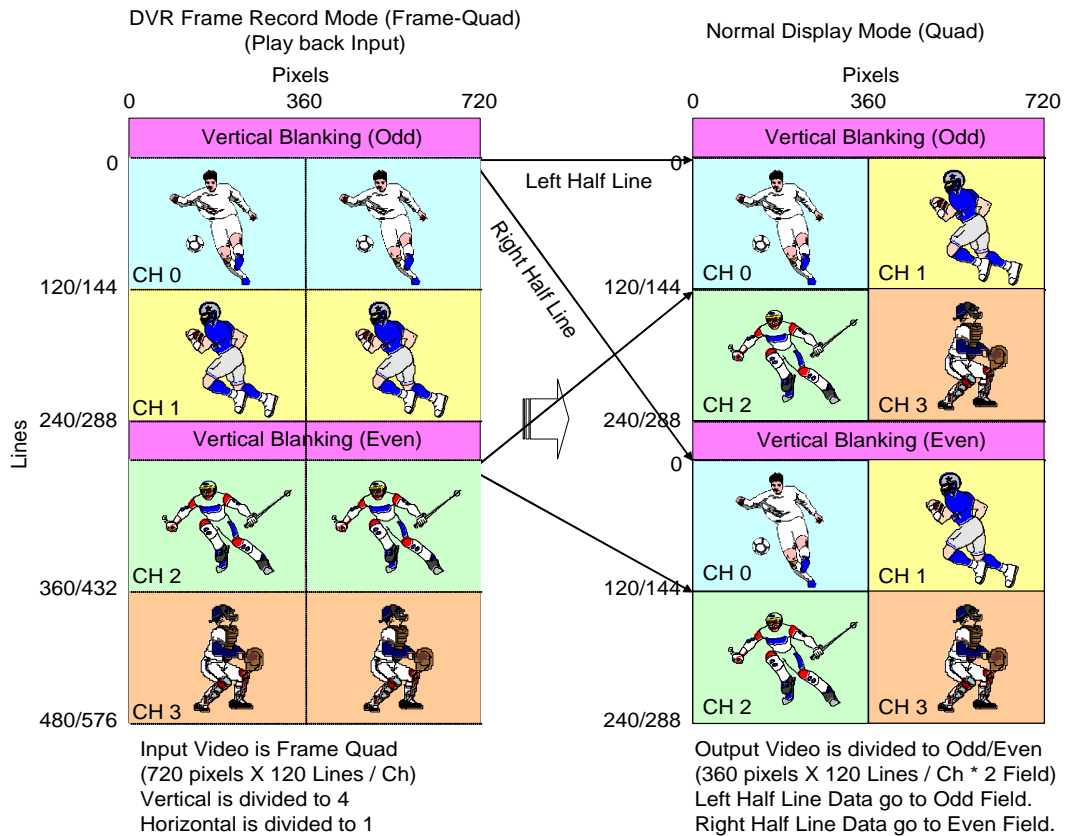 DVR Frame Record Mode (Frame-Quad)
(Play back Input)
Pixels
0 360 720
Vertical Blanking (Odd)
0
CH 0
120/144
CH 1
240/288
Vertical Blanking (Even)
Lines
CH 2
360/432
CH 3
480/576
Input Video is Frame Quad
(720 pixels X 120 Lines / Ch)
Vertical is divided to 4
Horizontal is divided to 1
Left Half Line
Right Half Line
Normal Display Mode (Quad)
Pixels
0 360 720
Vertical Blanking (Odd)
0
CH 0 CH 1
120/144
CH 2 CH 3
240/288
Vertical Blanking (Even)
0
CH 0 CH 1
120/144
CH 2 CH 3
240/288
Output Video is divided to Odd/Even
(360 pixels X 120 Lines / Ch * 2 Field)
Left Half Line Data go to Odd Field.
Right Half Line Data go to Even Field.